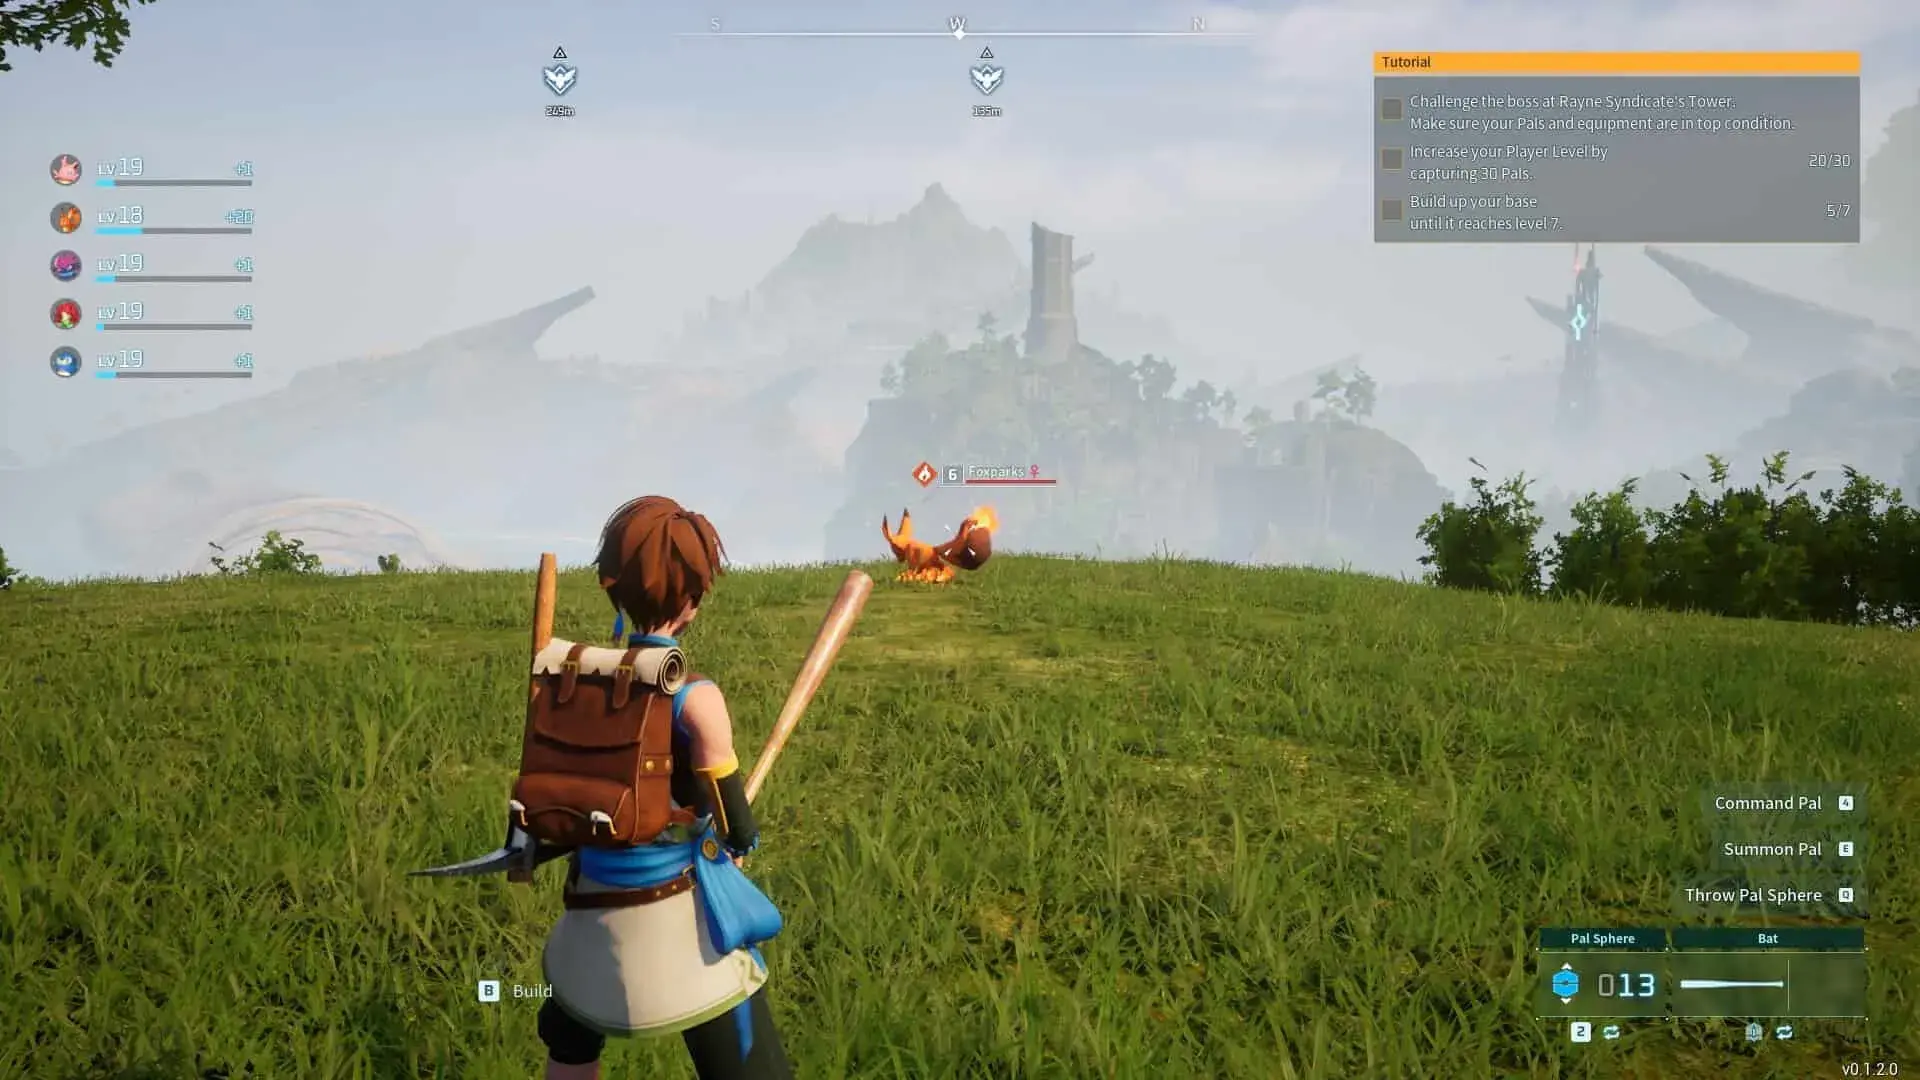 S W N
249m
135m
Tutorial
Challenge the boss at Rayne Syndicate's Tower.
Make sure your Pals and equipment are in top condition.
Increase your Player Level by
capturing 30 Pals.
20/30
Build up your base
until it reaches level 7.
5/7
LV 19 +1
LV 18 +20
LV 19 +1
LV 19 +1
LV 19 +1
6 Foxparks ♀
Command Pal 4
Summon Pal E
Throw Pal Sphere Q
Pal Sphere
Bat
013
2
B Build
v0.1.2.0